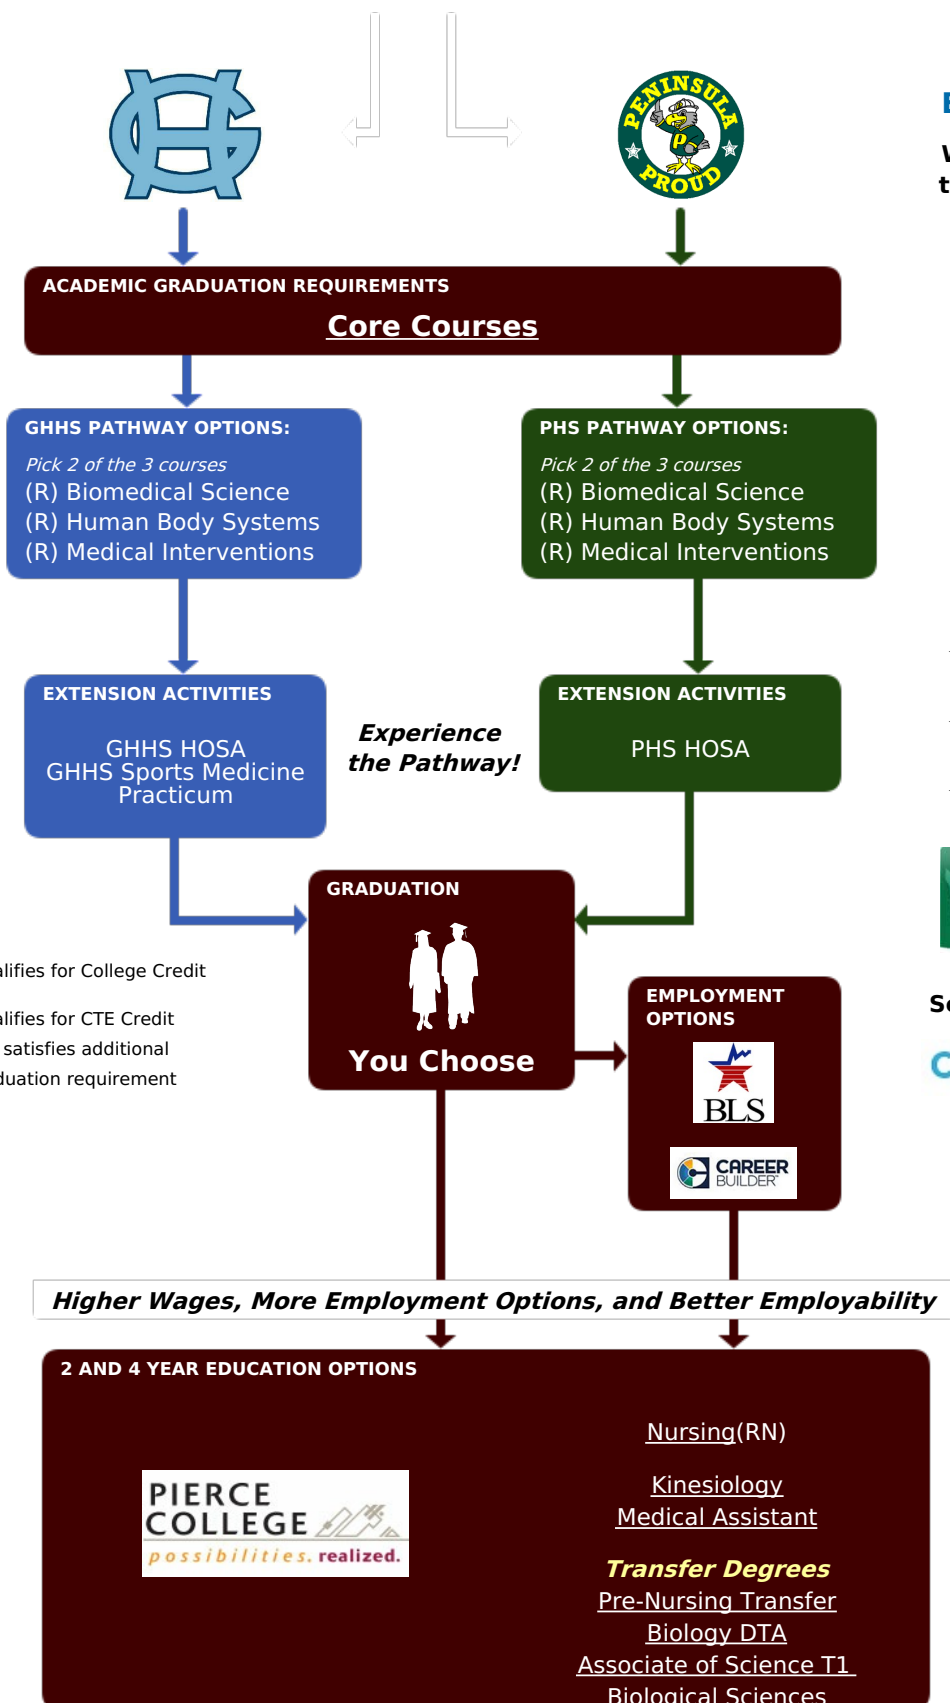 PENINSULA
P
PROUD
ACADEMIC GRADUATION REQUIREMENTS
Core Courses
GHHS PATHWAY OPTIONS:
Pick 2 of the 3 courses
(R) Biomedical Science
(R) Human Body Systems
(R) Medical Interventions
PHS PATHWAY OPTIONS:
Pick 2 of the 3 courses
(R) Biomedical Science
(R) Human Body Systems
(R) Medical Interventions
EXTENSION ACTIVITIES
GHHS HOSA
GHHS Sports Medicine
Practicum
Experience
the Pathway!
EXTENSION ACTIVITIES
PHS HOSA
GRADUATION
You Choose
alifies for College Credit
alifies for CTE Credit
satisfies additional
duation requirement
EMPLOYMENT
OPTIONS
BLS
CAREER
BUILDER
Higher Wages, More Employment Options, and Better Employability
2 AND 4 YEAR EDUCATION OPTIONS
PIERCE
COLLEGE
possibilities. realized.
Nursing(RN)
Kinesiology
Medical Assistant
Transfer Degrees
Pre-Nursing Transfer
Biology DTA
Associate of Science T1
Biological Sciences